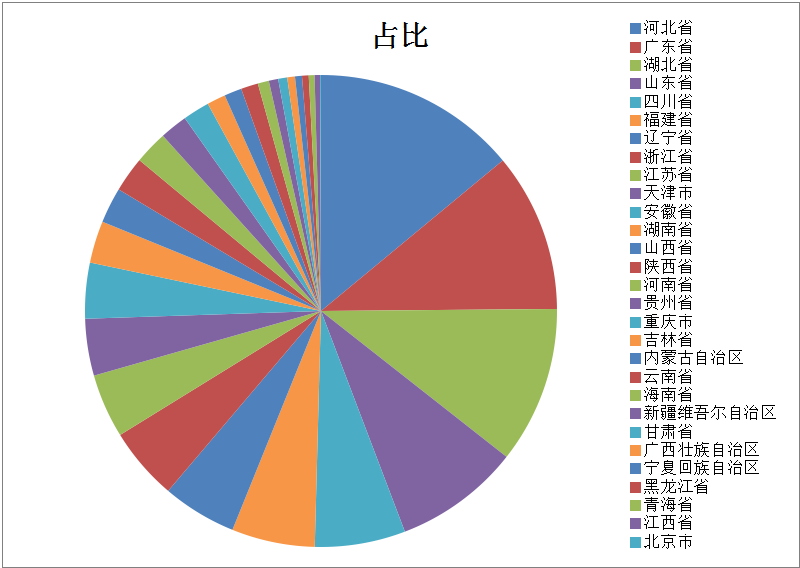 占比
河北省
广东省
湖北省
山东省
四川省
福建省
辽宁省
浙江省
江苏省
天津市
安徽省
湖南省
山西省
陕西省
河南省
贵州省
重庆市
吉林省
内蒙古自治区
云南省
海南省
新疆维吾尔自治区
甘肃省
广西壮族自治区
宁夏回族自治区
黑龙江省
青海省
江西省
北京市